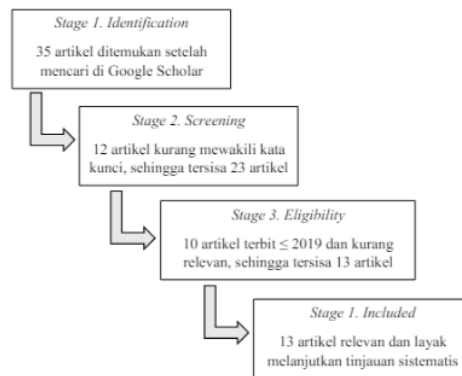 Stage 1. Identification
35 artikel ditemukan setelah
mencari di Google Scholar
Stage 2. Screening
12 artikel kurang mewakili kata
kunci, sehingga tersisa 23 artikel
Stage 3. Eligibility
10 artikel terbit ≤ 2019 dan kurang
relevan, sehingga tersisa 13 artikel
Stage 1. Included
13 artikel relevan dan layak
melanjutkan tinjauan sistematis